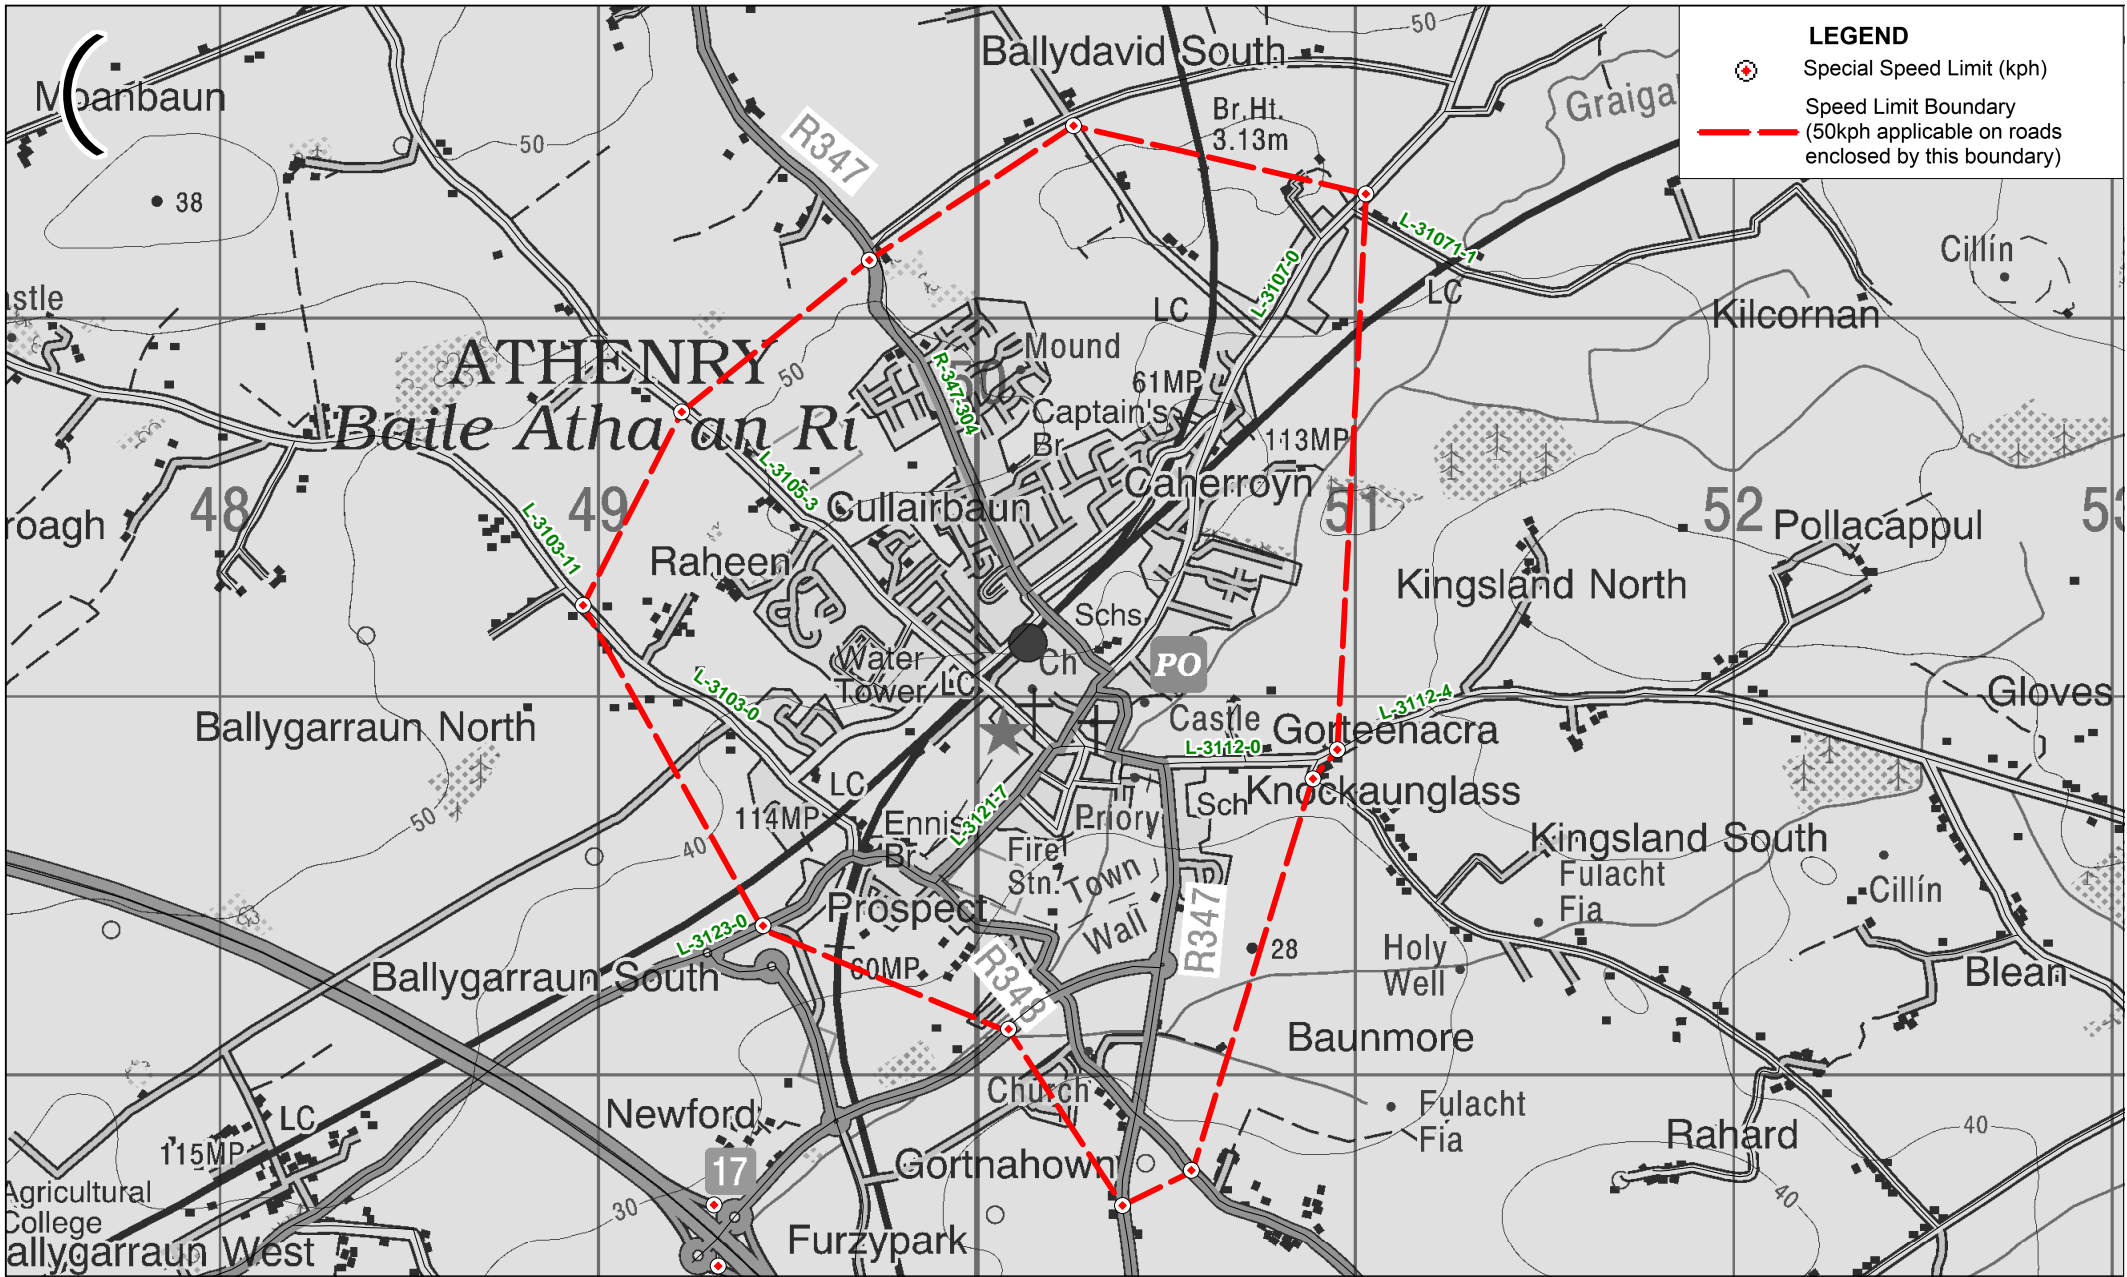 LEGEND
Special Speed Limit (kph)
Speed Limit Boundary
(50kph applicable on roads
enclosed by this boundary)
50
Ballydavid South
Moanbaun
Br.Ht.
3.13m
R347
50
38
L-31071-1
Cillín
L-3107-0
LC
LC
Kilcornan
Mound
ATHENRY
50
50
R-347-304
61MP
Baile Atha an Ri
Captain's
Br
113MP
L-3105-3
Caherroyn
Cullairbaun
48
49
51
52
Pollacappul
L-3103-11
Raheen
Kingsland North
Schs
Water
Tower
LC
Ch
PO
L-3103-0
L-3112-4
Gloves
Ballygarraun North
Castle
Gorteenacra
L-3112-0
LC
Knockaunglass
114MP
Ennis
Br
L-3121-7
Priory
Sch
50
40
Kingsland South
Fire
Stn.
Town
Wall
Fulacht
Fia
Cillín
Prospect
L-3123-0
R347
28
Holy
Well
Ballygarraun South
60MP
R348
Blean
Baunmore
Church
Newford
Fulacht
Fia
LC
115MP
Rahard
40
17
Gortnahown
Agricultural
College
30
40
Furzypark